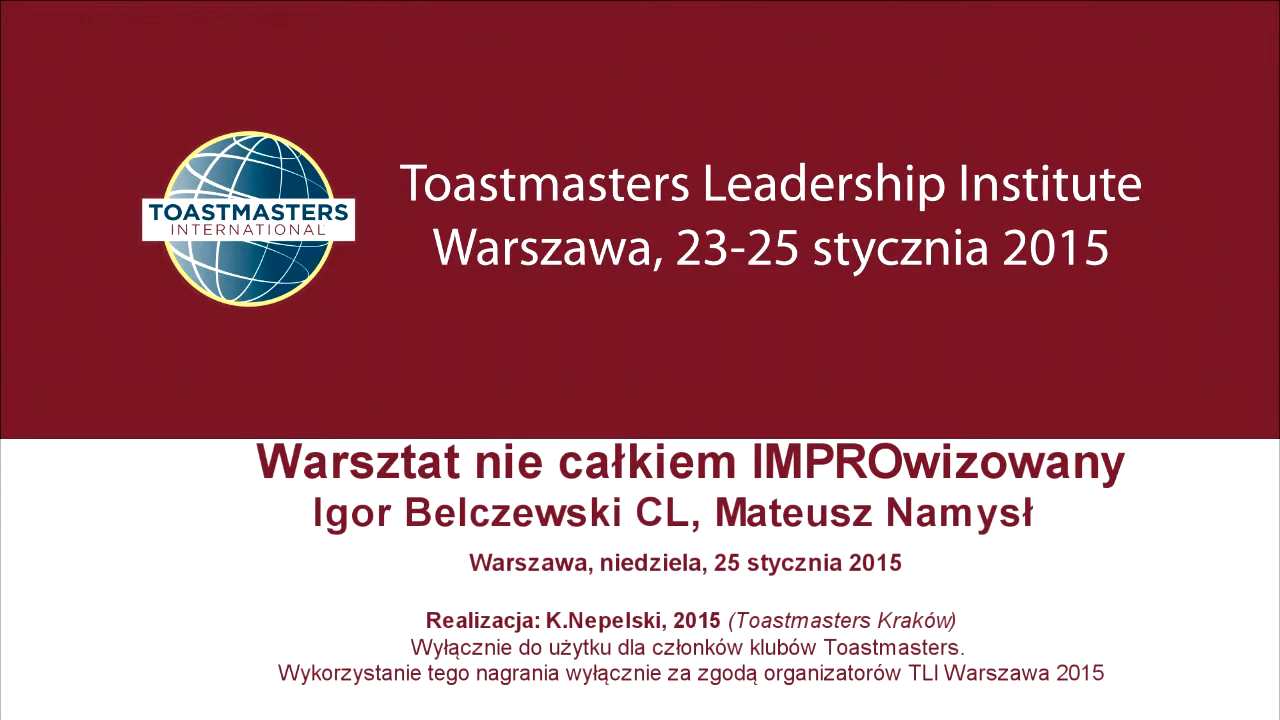 TOASTMASTERS
INTERNATIONAL
Toastmasters Leadership Institute
Warszawa, 23-25 stycznia 2015
Warsztat nie całkiem IMPROwizowany
Igor Belczewski CL, Mateusz Namysł
Warszawa, niedziela, 25 stycznia 2015
Realizacja: K.Nepelski, 2015 (Toastmasters Kraków)
Wyłącznie do użytku dla członków klubów Toastmasters.
Wykorzystanie tego nagrania wyłącznie za zgodą organizatorów TLI Warszawa 2015